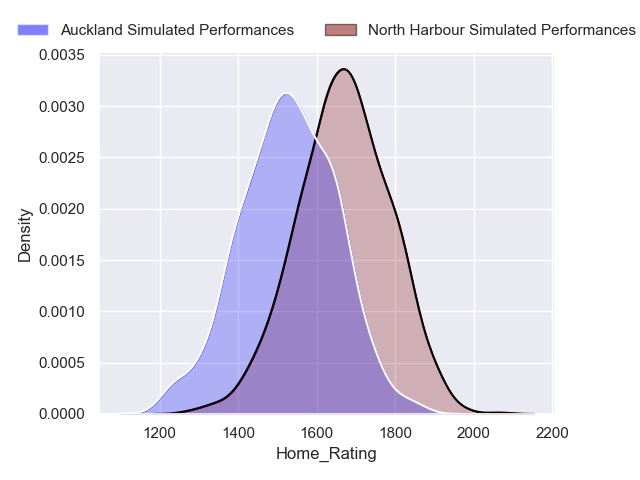 Auckland Simulated Performances
North Harbour Simulated Performances
0.0035
0.0030
0.0025
0.0020
0.0015
0.0010
0.0005
0.0000
Density
1200 1400 1600 1800 2000 2200
Home_Rating